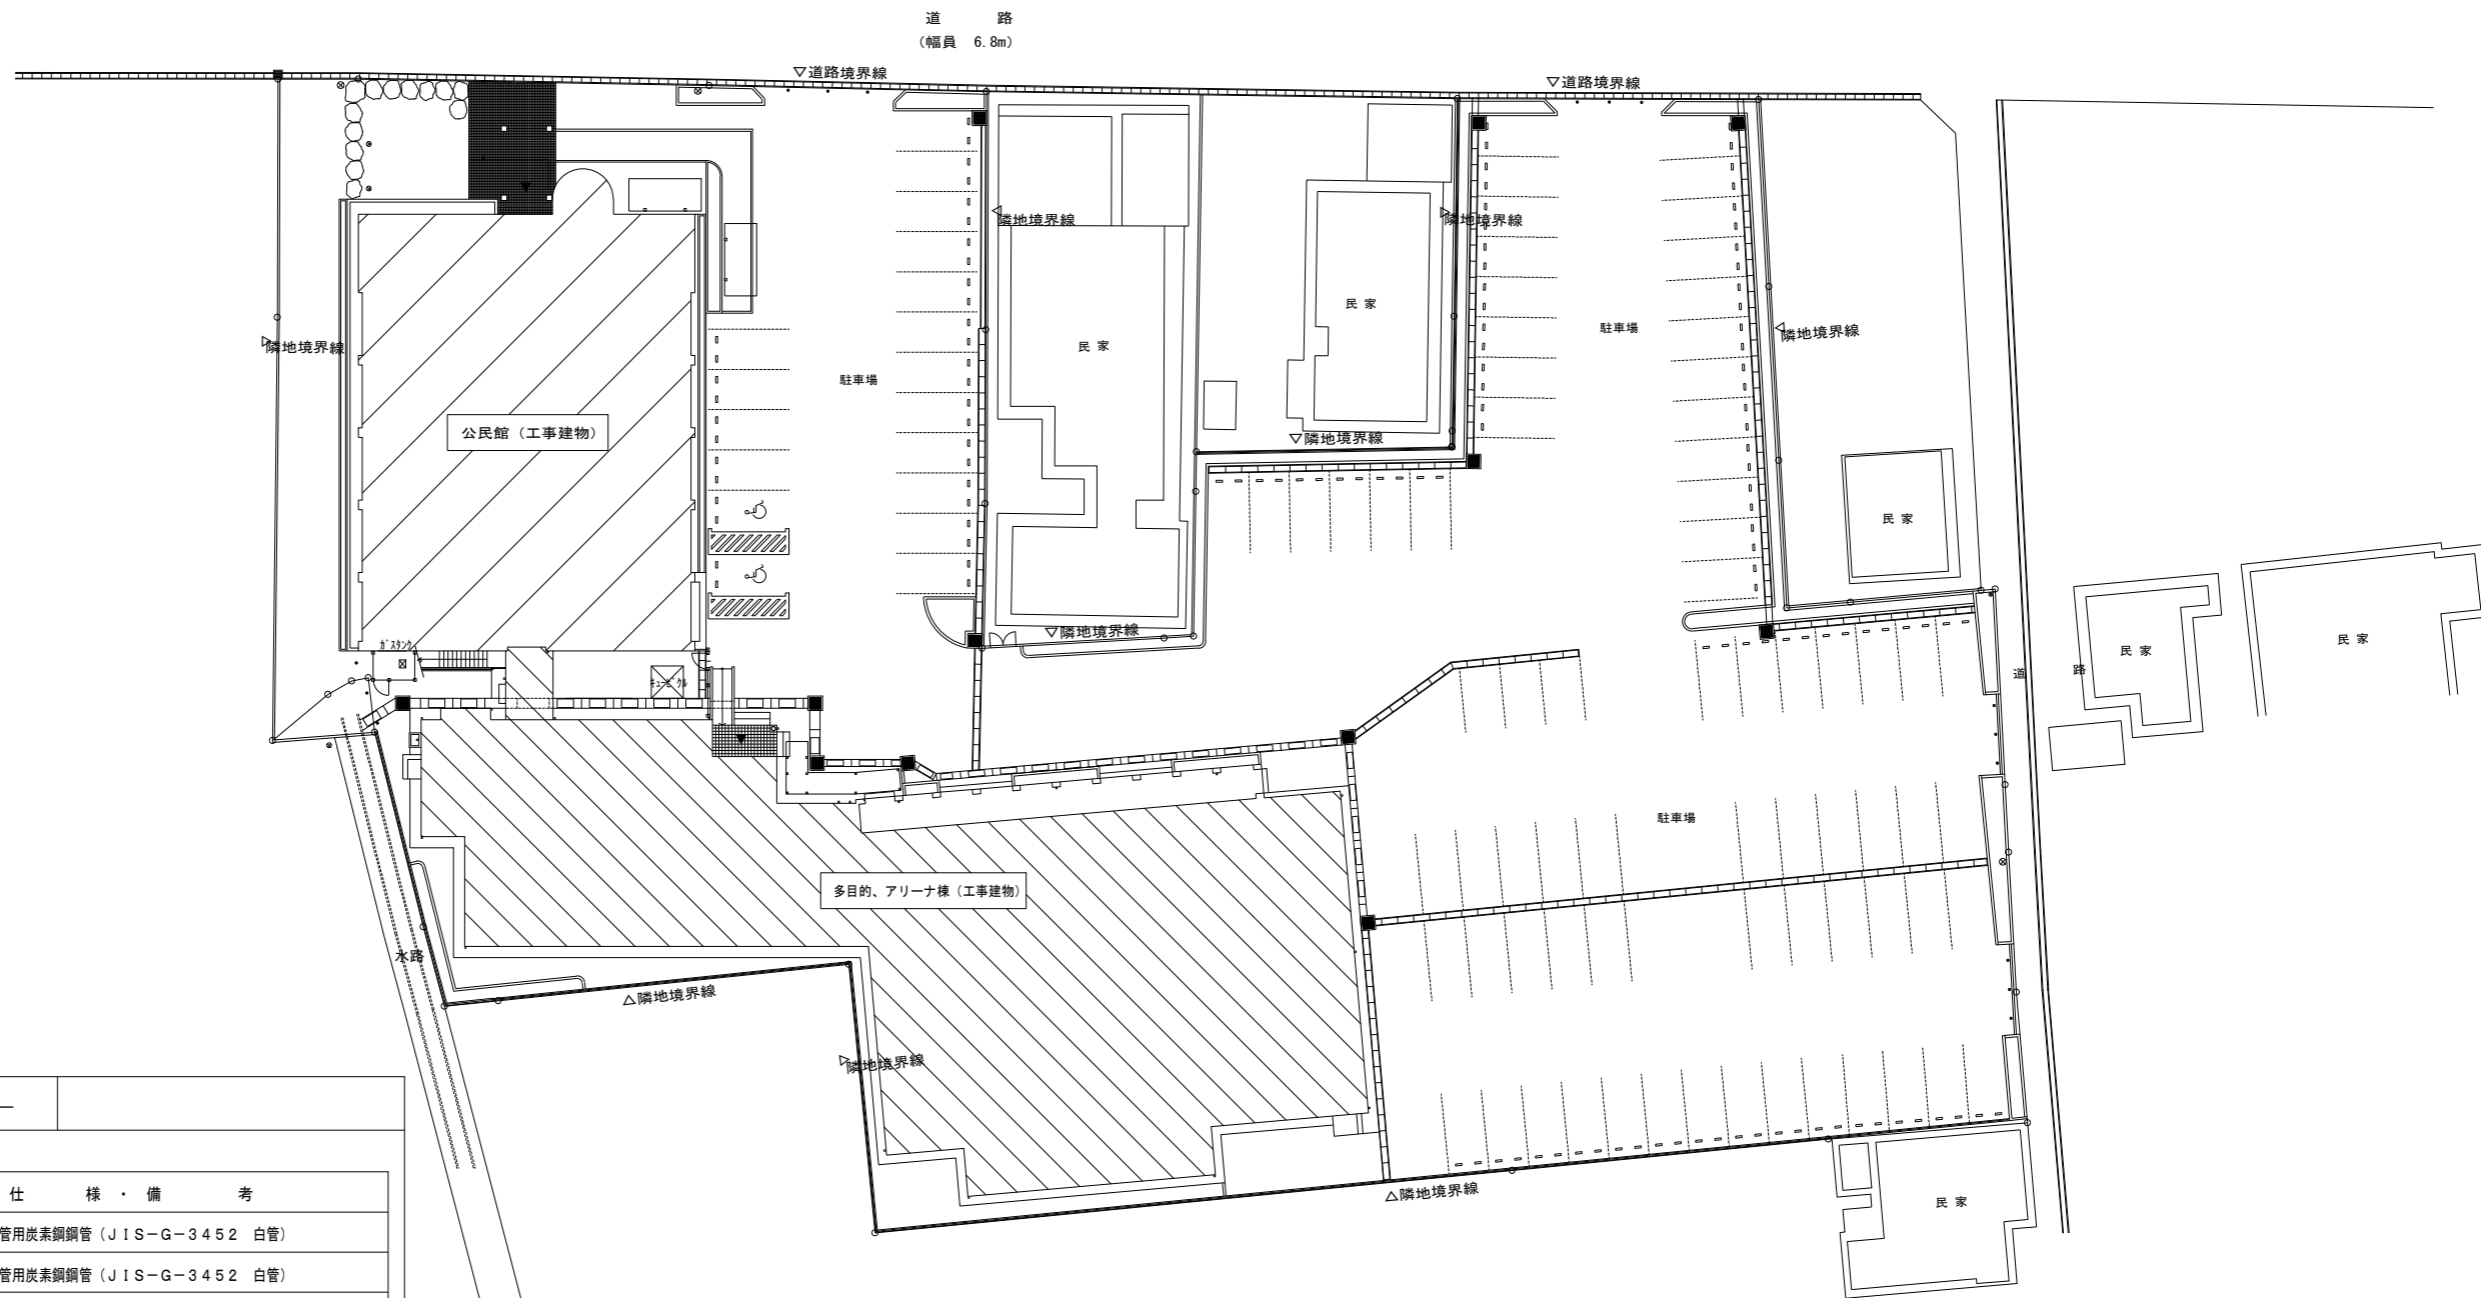 道　　　路
（幅員　6.8m）
▽道路境界線
▽道路境界線
隣地境界線
隣地境界線
民 家
駐車場
隣地境界線
隣地境界線
民 家
駐車場
公民館（工事建物）
▽隣地境界線
民 家
▽隣地境界線
ｶﾞｽﾀﾝｸ
ｷｭｰﾋﾞｸﾙ
民 家
民 家
道　　　路
駐車場
多目的、アリーナ棟（工事建物）
水路
△隣地境界線
隣地境界線
△隣地境界線
民 家
仕　　様・備　　考
管用炭素鋼鋼管（ＪＩＳ－Ｇ－３４５２　白管）
管用炭素鋼鋼管（ＪＩＳ－Ｇ－３４５２　白管）